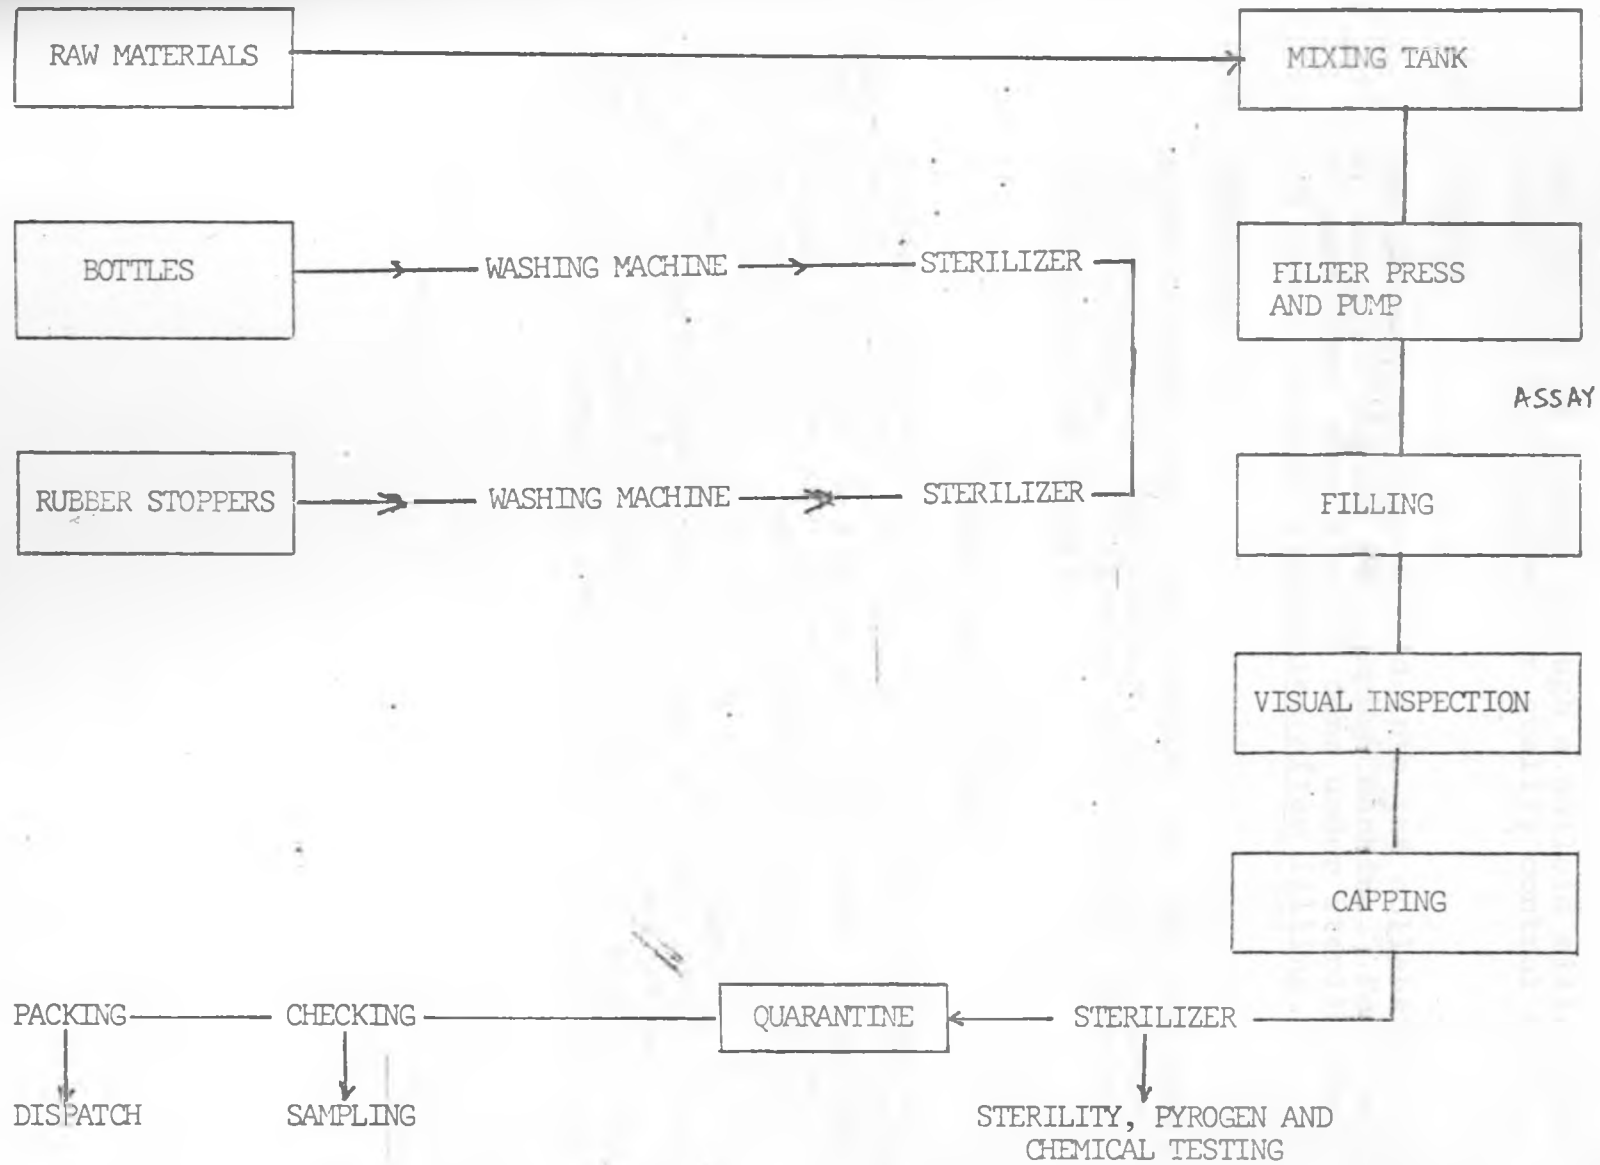 RAW MATERIALS
MIXING TANK
BOTTLES
WASHING MACHINE
STERILIZER
FILTER PRESS
AND PUMP
ASSAY
RUBBER STOPPERS
WASHING MACHINE
STERILIZER
FILLING
VISUAL INSPECTION
CAPPING
PACKING
CHECKING
QUARANTINE
STERILIZER
DISPATCH
SAMPLING
STERILITY, PYROGEN AND
CHEMICAL TESTING